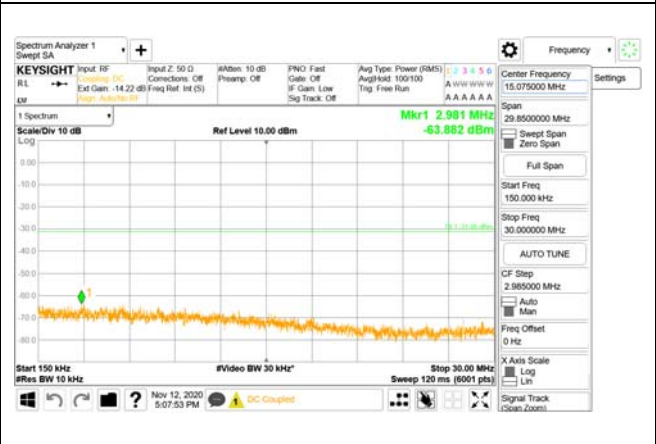 Spectrum Analyzer 1
Swept SA
Frequency
KEYSIGHT
RL
Input: RF
Coupling: DC
Ext Gain: -14.22 dB
Align: Auto/No RF
Input Z: 50 Ω
Corrections: Off
Freq Ref: Int (S)
#Atten: 10 dB
Preamp: Off
PNO: Fast
Gate: Off
IF Gain: Low
Sig Track: Off
Avg Type: Power (RMS)
Avg|Hold: 100/100
Trig: Free Run
1 2 3 4 5 6
A W W W W W
A A A A A A
1 Spectrum
Scale/Div 10 dB
Log
Ref Level 10.00 dBm
Mkr1 2.981 MHz
-63.882 dBm
0.00
-10.0
-20.0
-30.0
-40.0
-50.0
-60.0
-70.0
-80.0
1
Start 150 kHz
#Res BW 10 kHz
#Video BW 30 kHz*
Stop 30.00 MHz
Sweep 120 ms (6001 pts)
Nov 12, 2020
5:07:53 PM
DC Coupled
Center Frequency
15.075000 MHz
Settings
Span
29.8500000 MHz
Swept Span
Zero Span
Full Span
Start Freq
150.000 kHz
Stop Freq
30.000000 MHz
AUTO TUNE
CF Step
2.985000 MHz
Auto
Man
Freq Offset
0 Hz
X Axis Scale
Log
Lin
Signal Track
(Span Zoom)